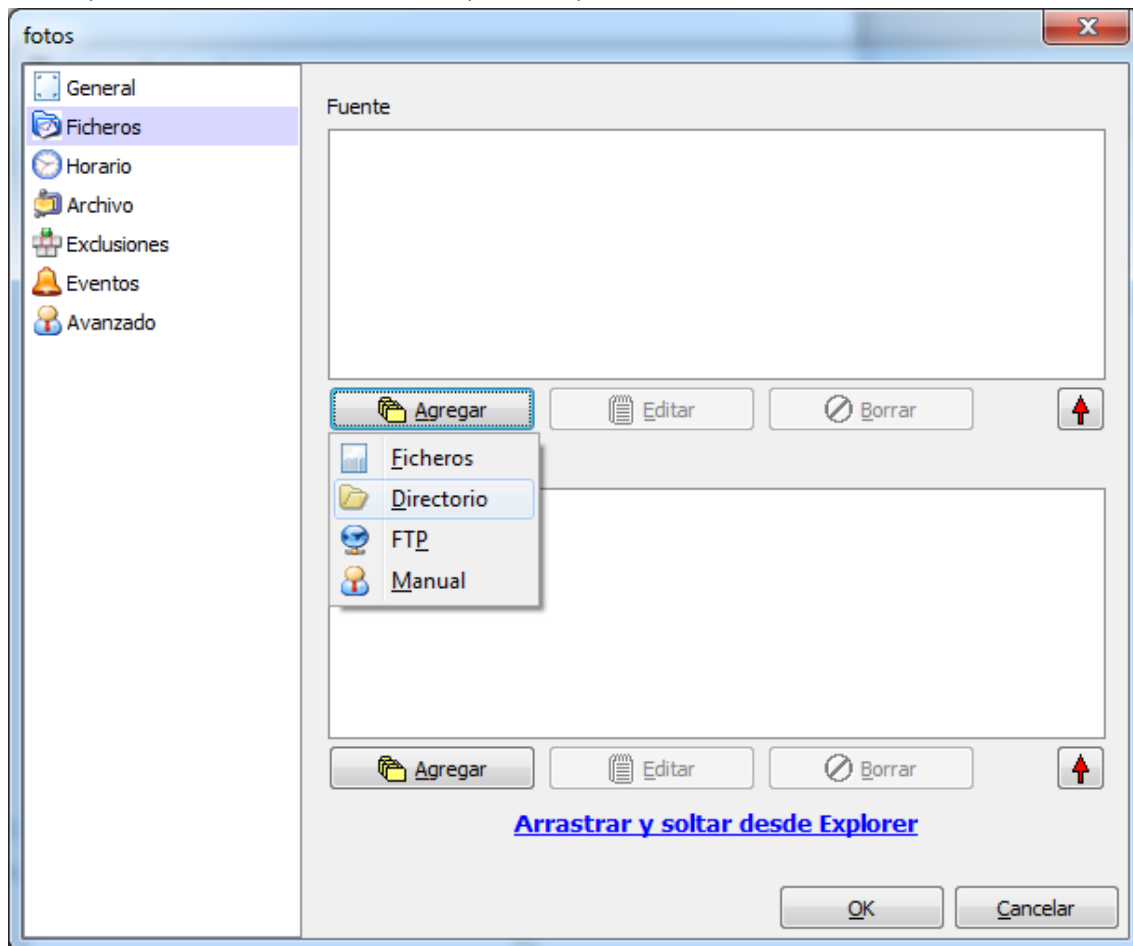 fotos
General
Ficheros
Horario
Archivo
Exclusiones
Eventos
Avanzado
Fuente
Agregar Editar Borrar
Ficheros
Directorio
FTP
Manual
Agregar Editar Borrar
Arrastrar y soltar desde Explorer
OK Cancelar